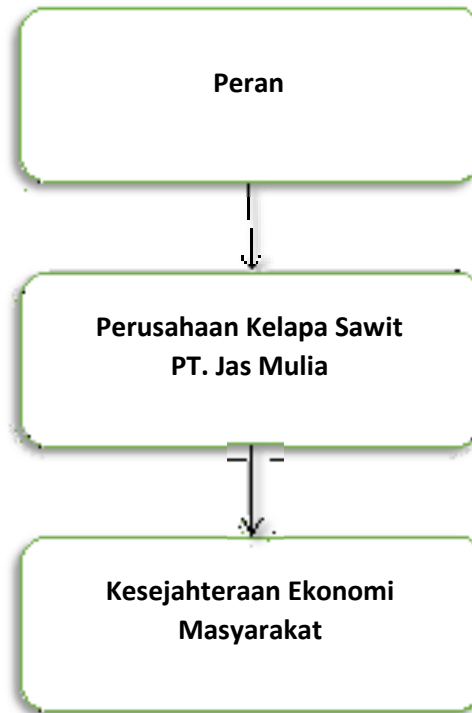 Peran
Perusahaan Kelapa Sawit
PT. Jas Mulia
Kesejahteraan Ekonomi
Masyarakat